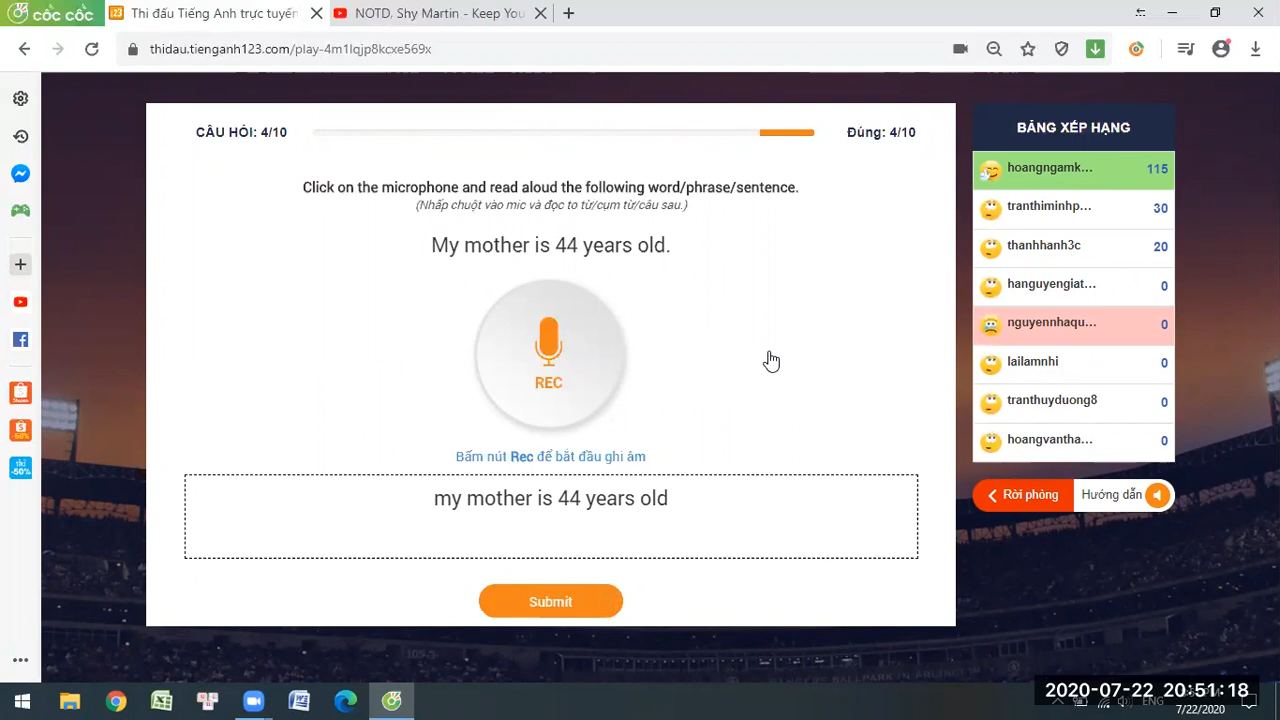 cốc cốc
Thi đấu Tiếng Anh trực tuyến
NOTD, Shy Martin - Keep You
thidau.tienganh123.com/play-4m1lqjp8kcxe569x
CÂU HỎI: 4/10
Đúng: 4/10
Click on the microphone and read aloud the following word/phrase/sentence.
(Nhấp chuột vào mic và đọc to từ/cụm từ/câu sau.)
My mother is 44 years old.
REC
Bấm nút Rec để bắt đầu ghi âm
my mother is 44 years old
Submit
BẢNG XẾP HẠNG
hoangngamk... 115
tranthiminhp... 30
thanhhanh3c 20
hanguyengiat... 0
nguyennhaqu... 0
lailamnhi 0
tranthuyduong8 0
hoangvantha... 0
Rời phòng
Hướng dẫn
2020-07-22 20:51:18
ENG
7/22/2020